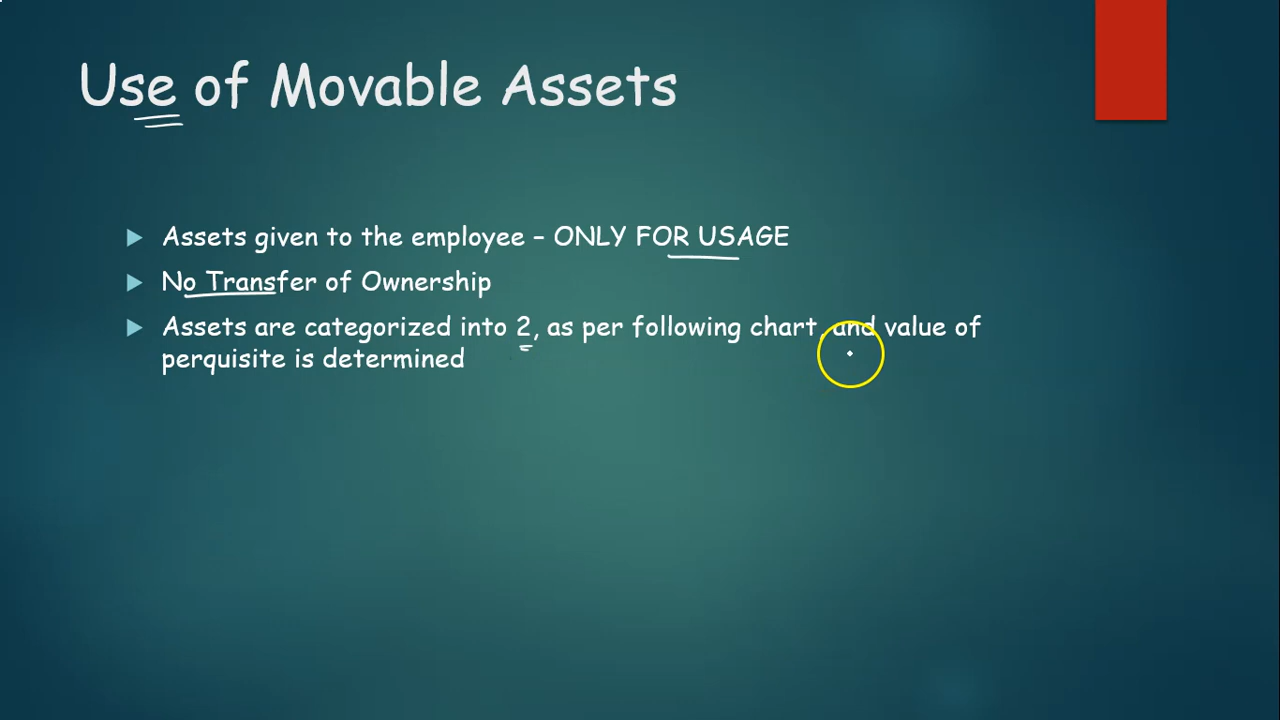 Use of Movable Assets
Assets given to the employee – ONLY FOR USAGE
No Transfer of Ownership
Assets are categorized into 2, as per following chart, and value of
perquisite is determined